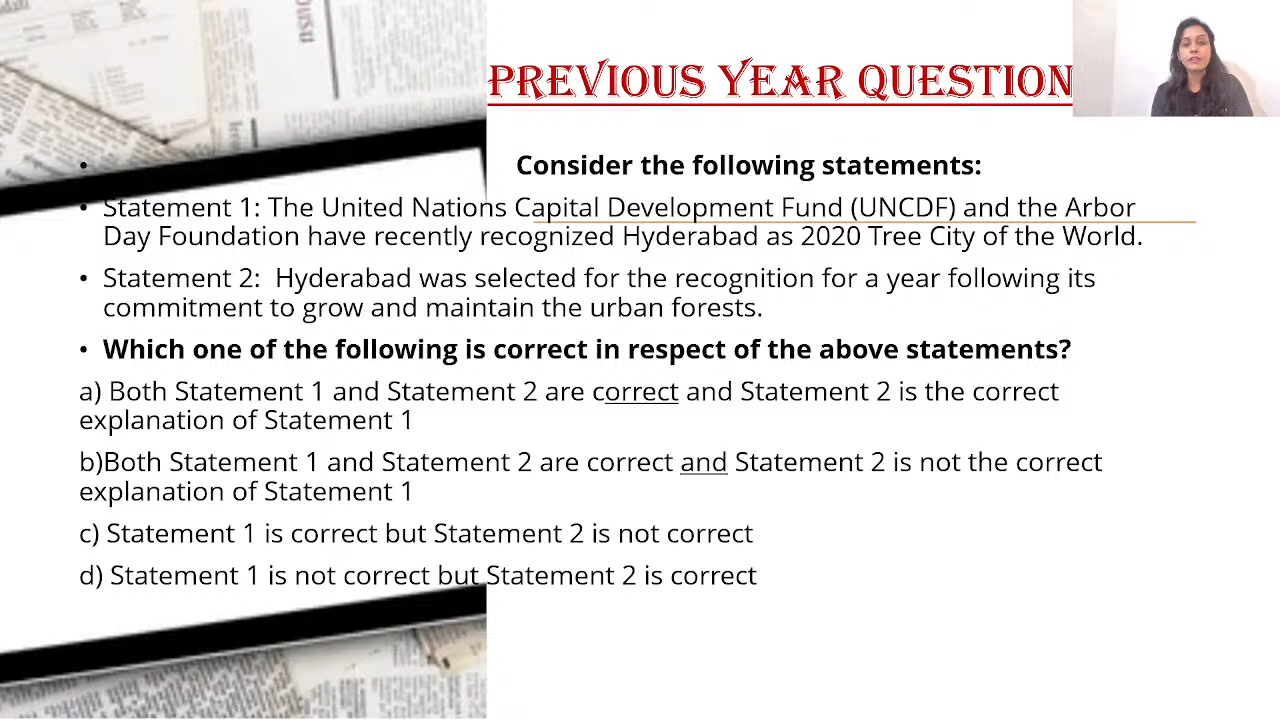 PREVIOUS YEAR QUESTION
• Consider the following statements:
• Statement 1: The United Nations Capital Development Fund (UNCDF) and the Arbor
Day Foundation have recently recognized Hyderabad as 2020 Tree City of the World.
• Statement 2:  Hyderabad was selected for the recognition for a year following its
commitment to grow and maintain the urban forests.
• Which one of the following is correct in respect of the above statements?
a) Both Statement 1 and Statement 2 are correct and Statement 2 is the correct
explanation of Statement 1
b)Both Statement 1 and Statement 2 are correct and Statement 2 is not the correct
explanation of Statement 1
c) Statement 1 is correct but Statement 2 is not correct
d) Statement 1 is not correct but Statement 2 is correct